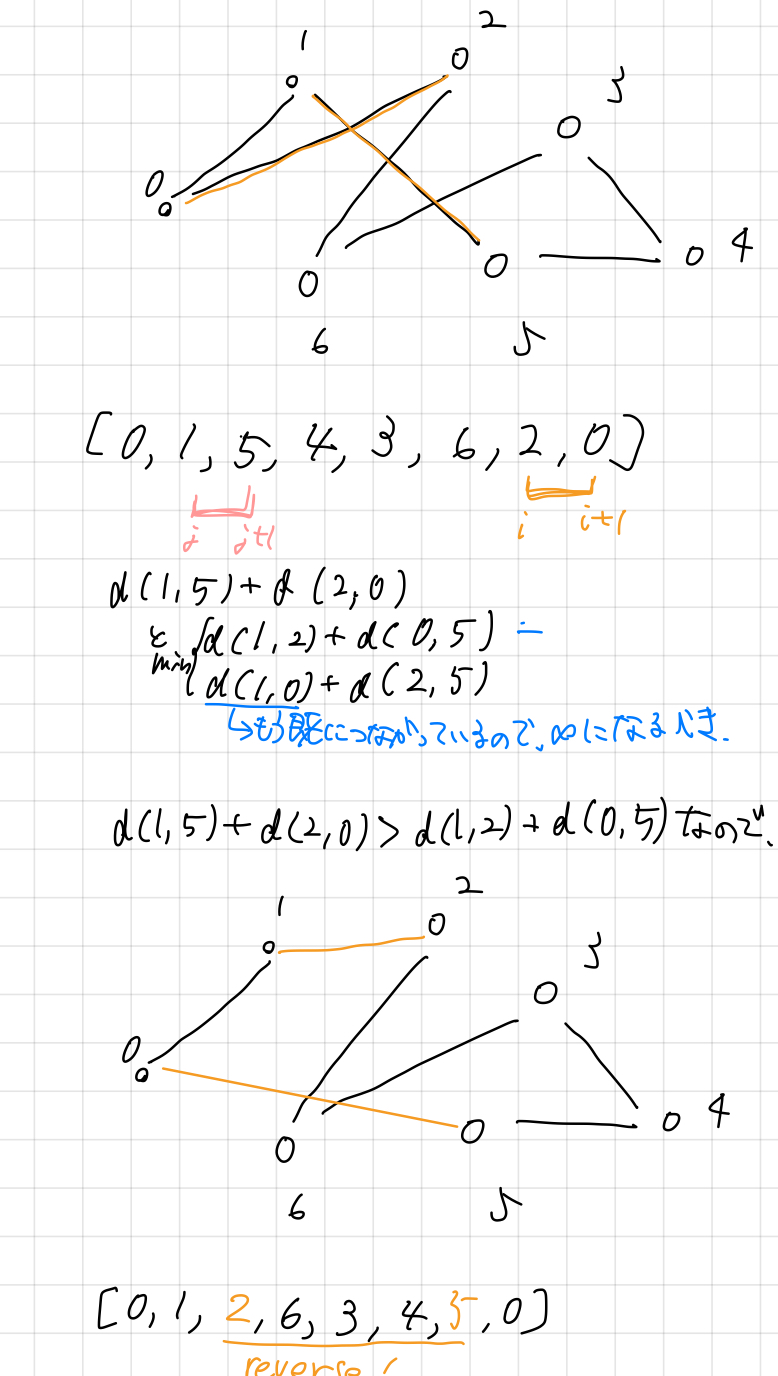 1
2
3
0
4
6
5
[0, 1, 5, 4, 3, 6, 2, 0]
j j+1 i i+1
d(1,5)+d(2,0)
と min { d(1,2)+d(0,5) =
d(1,0)+d(2,5)
↳もう既につながっているので、∞になるべき.
d(1,5)+d(2,0)>d(1,2)+d(0,5)なので、
1
2
3
0
4
6
5
[0, 1, 2, 6, 3, 4, 5, 0]
reverse!